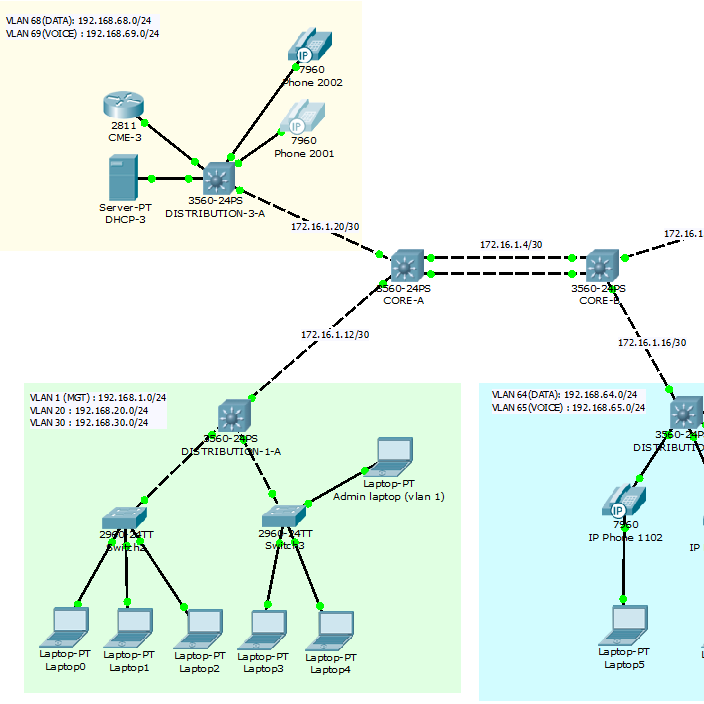 VLAN 68(DATA): 192.168.68.0/24
VLAN 69(VOICE) : 192.168.69.0/24
IP
7960
Phone 2002
IP
7960
Phone 2001
2811
CME-3
Server-PT
DHCP-3
3560-24PS
DISTRIBUTION-3-A
172.16.1.20/30
172.16.1.4/30
172.16.1
3560-24PS
CORE-A
3560-24PS
CORE-B
172.16.1.12/30
172.16.1.16/30
VLAN 1 (MGT) : 192.168.1.0/24
VLAN 20 : 192.168.20.0/24
VLAN 30 : 192.168.30.0/24
3560-24PS
DISTRIBUTION-1-A
Laptop-PT
Admin laptop (vlan 1)
2960-24TT
Switch2
2960-24TT
Switch3
Laptop-PT
Laptop0
Laptop-PT
Laptop1
Laptop-PT
Laptop2
Laptop-PT
Laptop3
Laptop-PT
Laptop4
VLAN 64(DATA): 192.168.64.0/24
VLAN 65(VOICE) : 192.168.65.0/24
3560-24P
DISTRIBUTIO
IP
7960
IP Phone 1102
IP
Laptop-PT
Laptop5